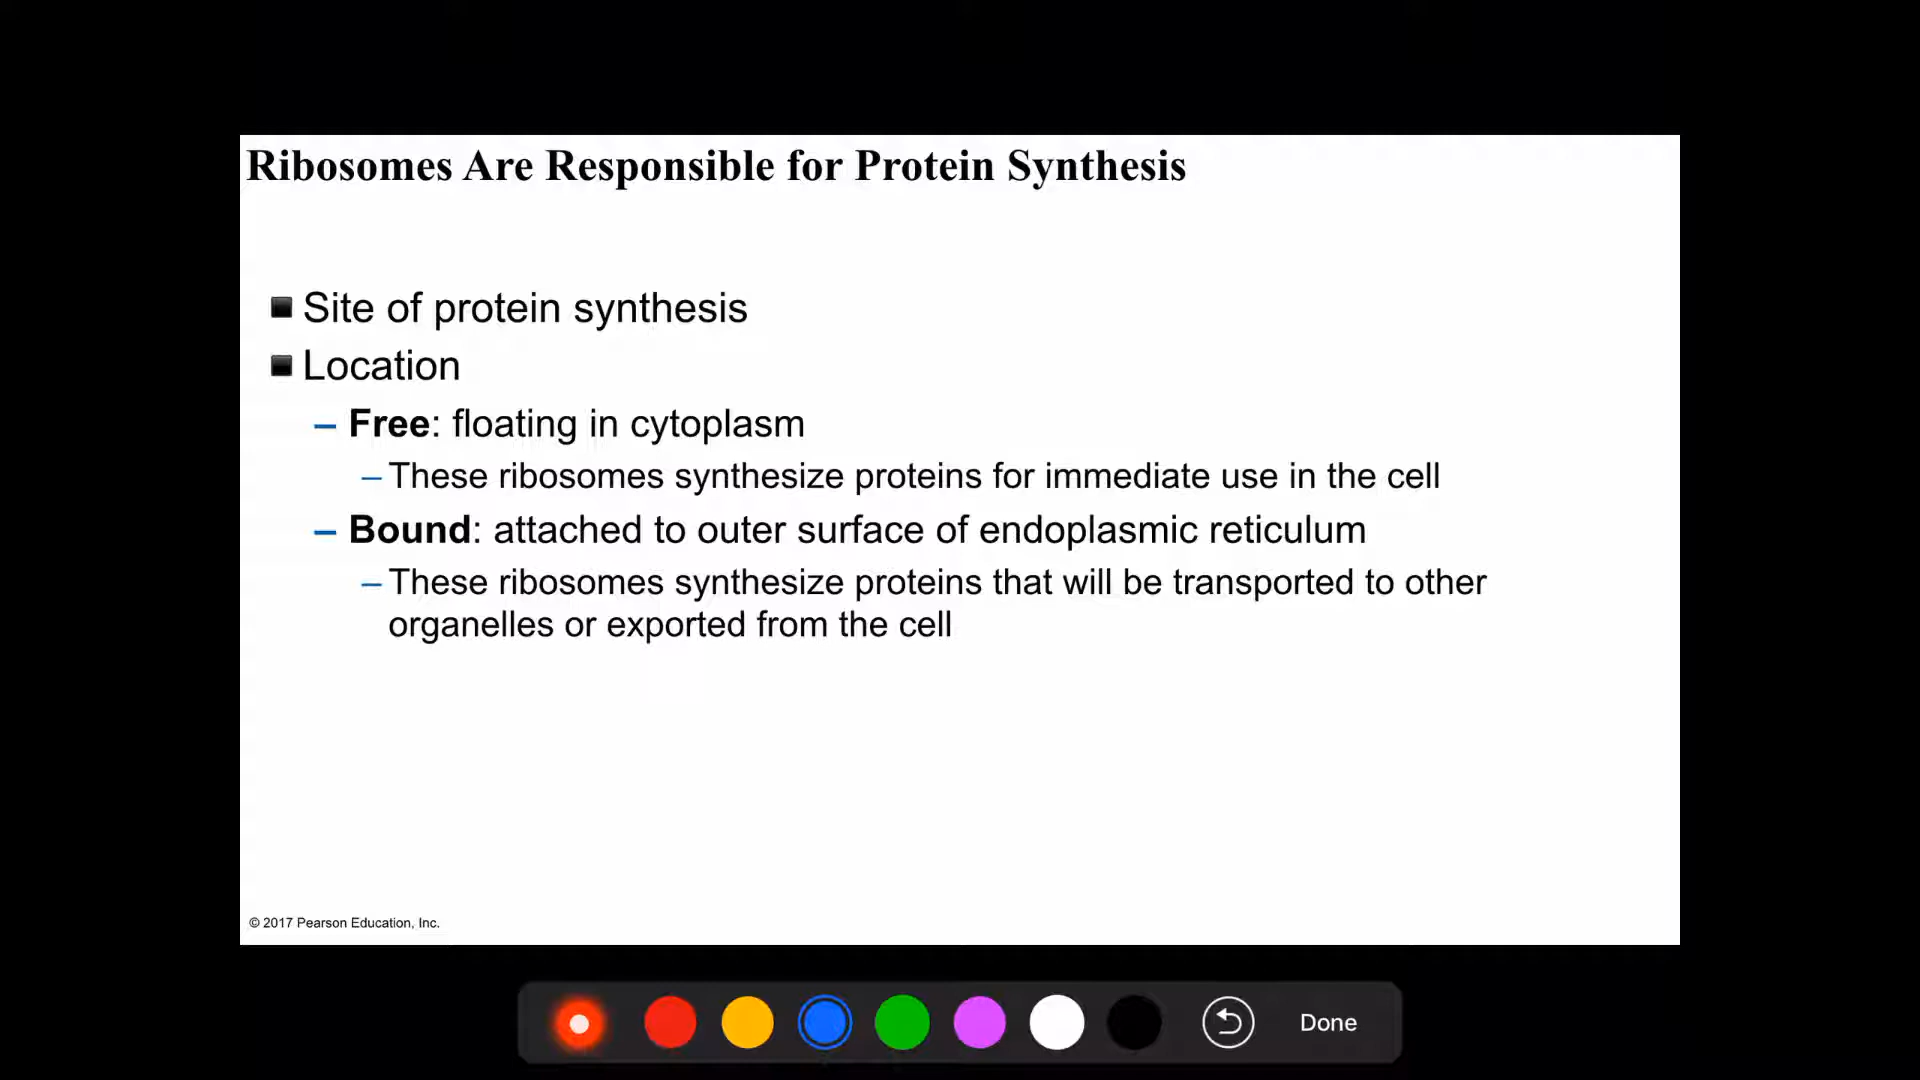 Ribosomes Are Responsible for Protein Synthesis
■ Site of protein synthesis
■ Location
– Free: floating in cytoplasm
– These ribosomes synthesize proteins for immediate use in the cell
– Bound: attached to outer surface of endoplasmic reticulum
– These ribosomes synthesize proteins that will be transported to other
organelles or exported from the cell
© 2017 Pearson Education, Inc.
Done